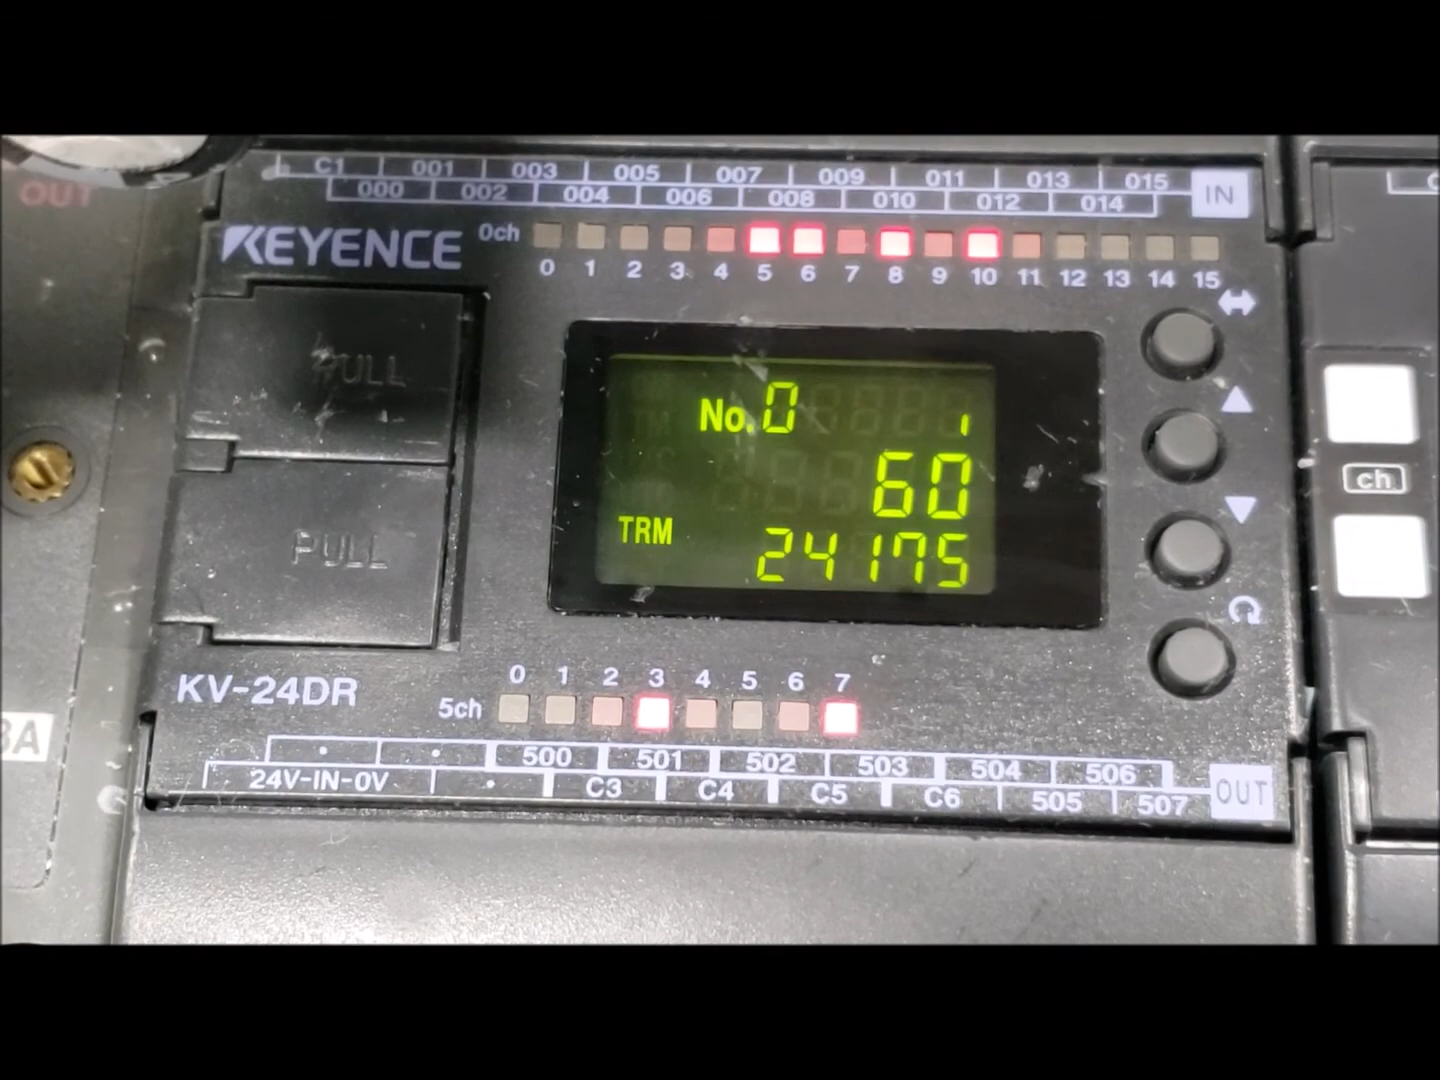 OUT
C1 001 003 005 007 009 011 013 015
000 002 004 006 008 010 012 014
IN
KEYENCE
0ch
0 1 2 3 4 5 6 7 8 9 10 11 12 13 14 15
PULL
PULL
No.0 1
60
TRM 24175
ch
KV-24DR
0 1 2 3 4 5 6 7
5ch
500 501 502 503 504 506
24V-IN-0V C3 C4 C5 C6 505 507
OUT